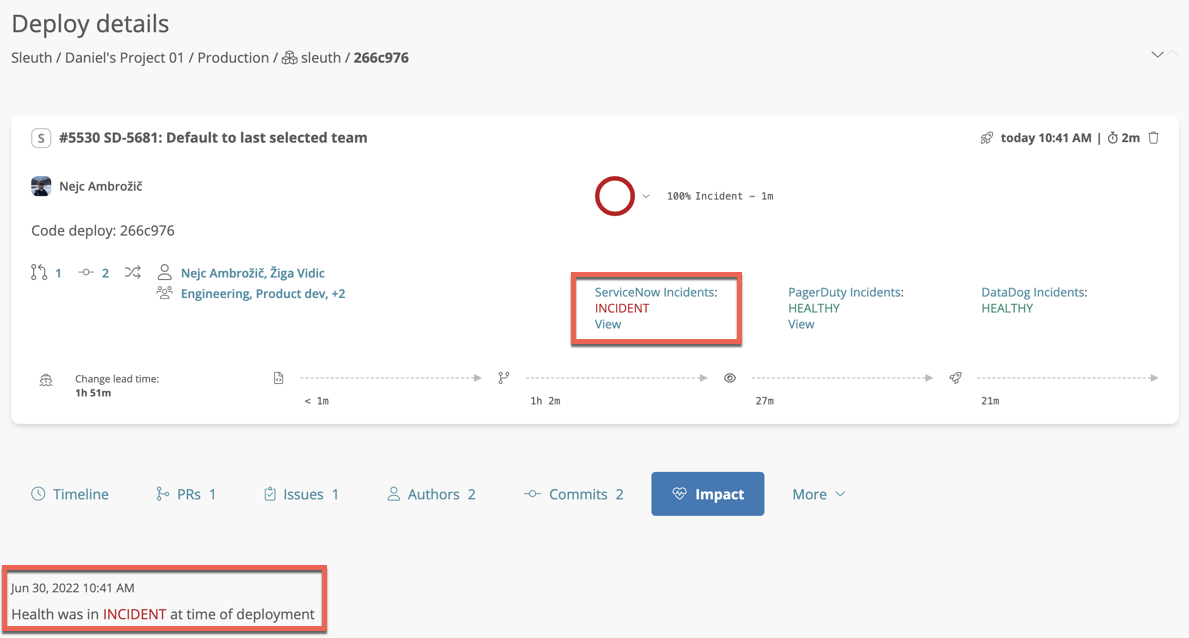 Deploy details
Sleuth / Daniel's Project 01 / Production / sleuth / 266c976
S #5530 SD-5681: Default to last selected team
today 10:41 AM | 2m
Nejc Ambrožič
100% Incident – 1m
Code deploy: 266c976
1 2 Nejc Ambrožič, Žiga Vidic
Engineering, Product dev, +2
ServiceNow Incidents:
INCIDENT
View
PagerDuty Incidents:
HEALTHY
View
DataDog Incidents:
HEALTHY
Change lead time:
1h 51m
< 1m
1h 2m
27m
21m
Timeline PRs 1 Issues 1 Authors 2 Commits 2 Impact More
Jun 30, 2022 10:41 AM
Health was in INCIDENT at time of deployment